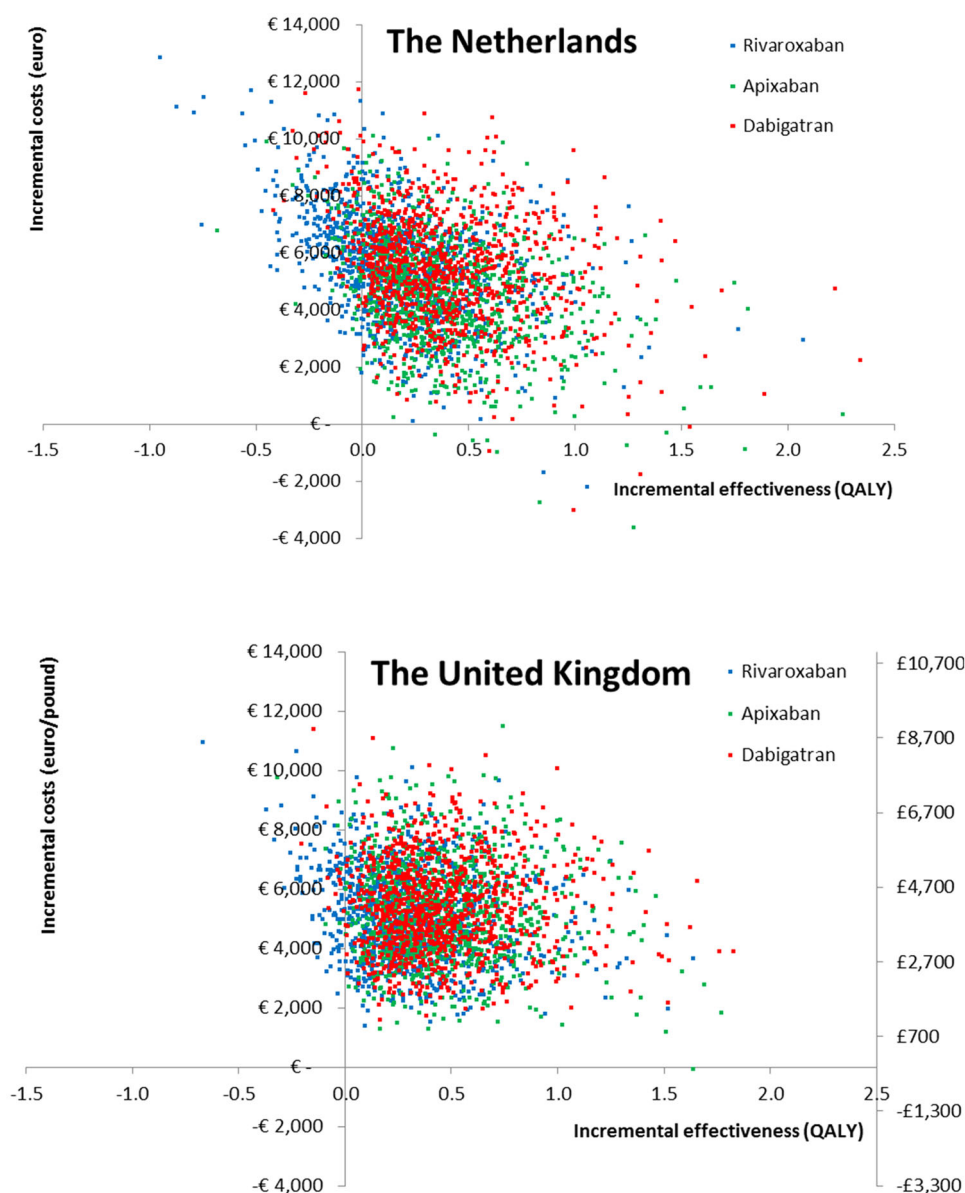 € 14,000
The Netherlands
Incremental costs (euro)
Rivaroxaban
Apixaban
Dabigatran
€ 12,000
€ 10,000
€ 8,000
€ 6,000
€ 4,000
€ 2,000
€ -
-1.5 -1.0 -0.5 0.0 0.5 1.0 1.5 2.0 2.5
-€ 2,000
Incremental effectiveness (QALY)
-€ 4,000
€ 14,000
The United Kingdom
Incremental costs (euro/pound)
Rivaroxaban
Apixaban
Dabigatran
£10,700
€ 12,000
£8,700
€ 10,000
£6,700
€ 8,000
€ 6,000
£4,700
€ 4,000
£2,700
€ 2,000
£700
€ -
-1.5 -1.0 -0.5 0.0 0.5 1.0 1.5 2.0 2.5
-£1,300
-€ 2,000
Incremental effectiveness (QALY)
-€ 4,000
-£3,300